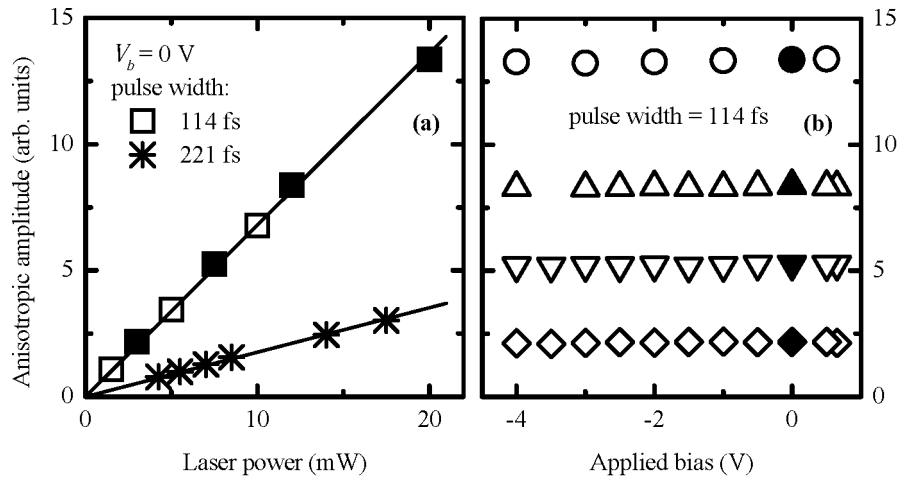 15
10
5
0
Anisotropic amplitude (arb. units)
V_b = 0 V
pulse width:
114 fs
221 fs
(a)
0 10 20
Laser power (mW)
pulse width = 114 fs (b)
15
10
5
0
-4 -2 0
Applied bias (V)